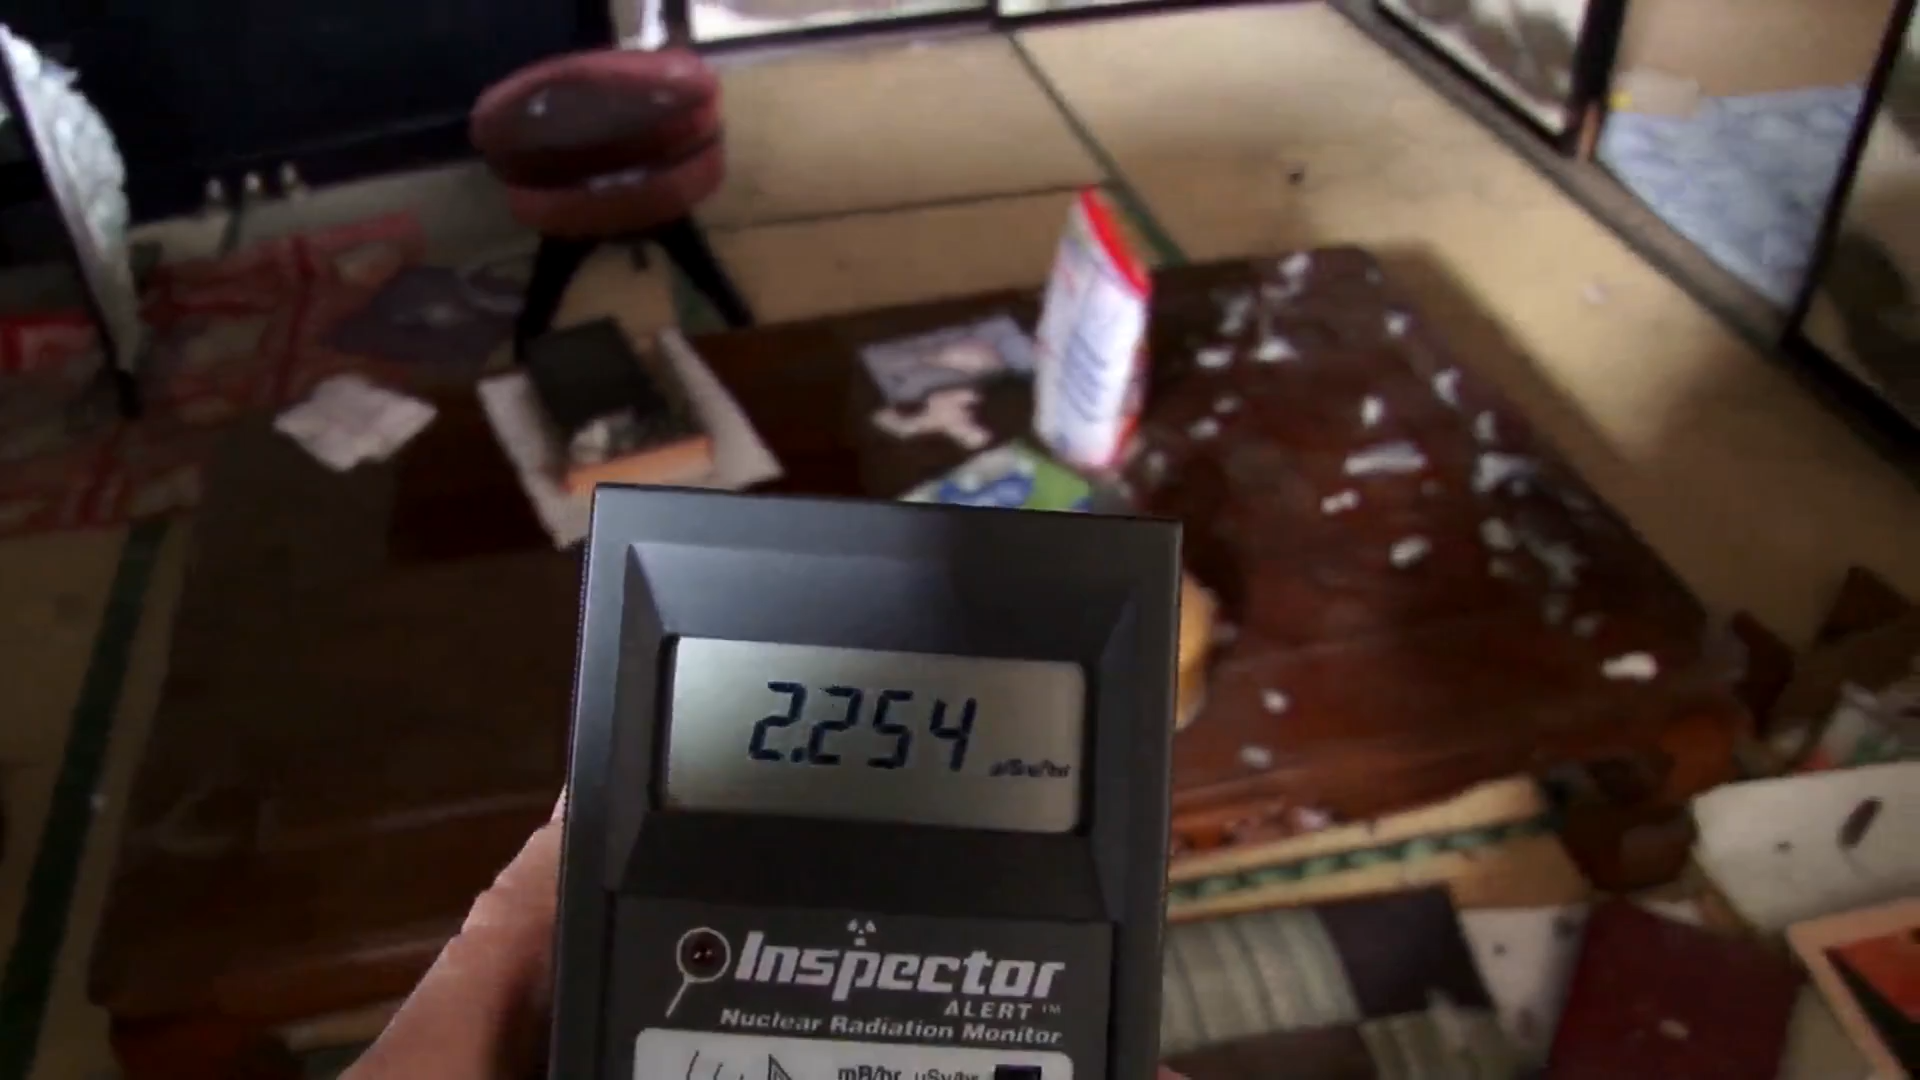 2.254 µSv/hr
Inspector
ALERT™
Nuclear Radiation Monitor
mR/hr µSv/hr